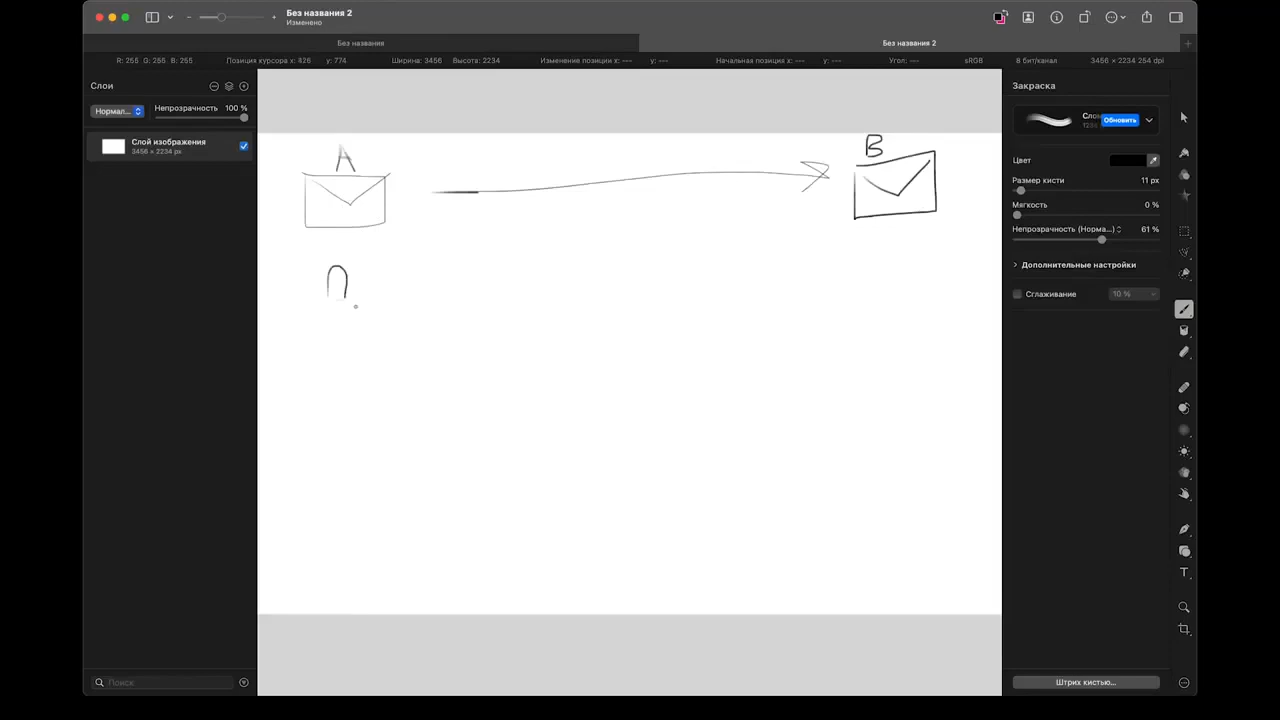 Без названия 2
Изменено
Без названия
Без названия 2
R: 255 G: 255 B: 255
Позиция курсора x: 426 y: 774
Ширина: 3456 Высота: 2234
Изменение позиции x: --- y: ---
Начальная позиция x: --- y: ---
Угол: ---
sRGB
8 бит/канал
3456 × 2234 254 dpi
Слои
Нормал...
Непрозрачность 100 %
Слой изображения
3456 × 2234 px
A
B
П
Закраска
Обновить
Цвет
Размер кисти 11 px
Мягкость 0 %
Непрозрачность (Норма...) 61 %
Дополнительные настройки
Сглаживание 10 %
Поиск
Штрих кистью...